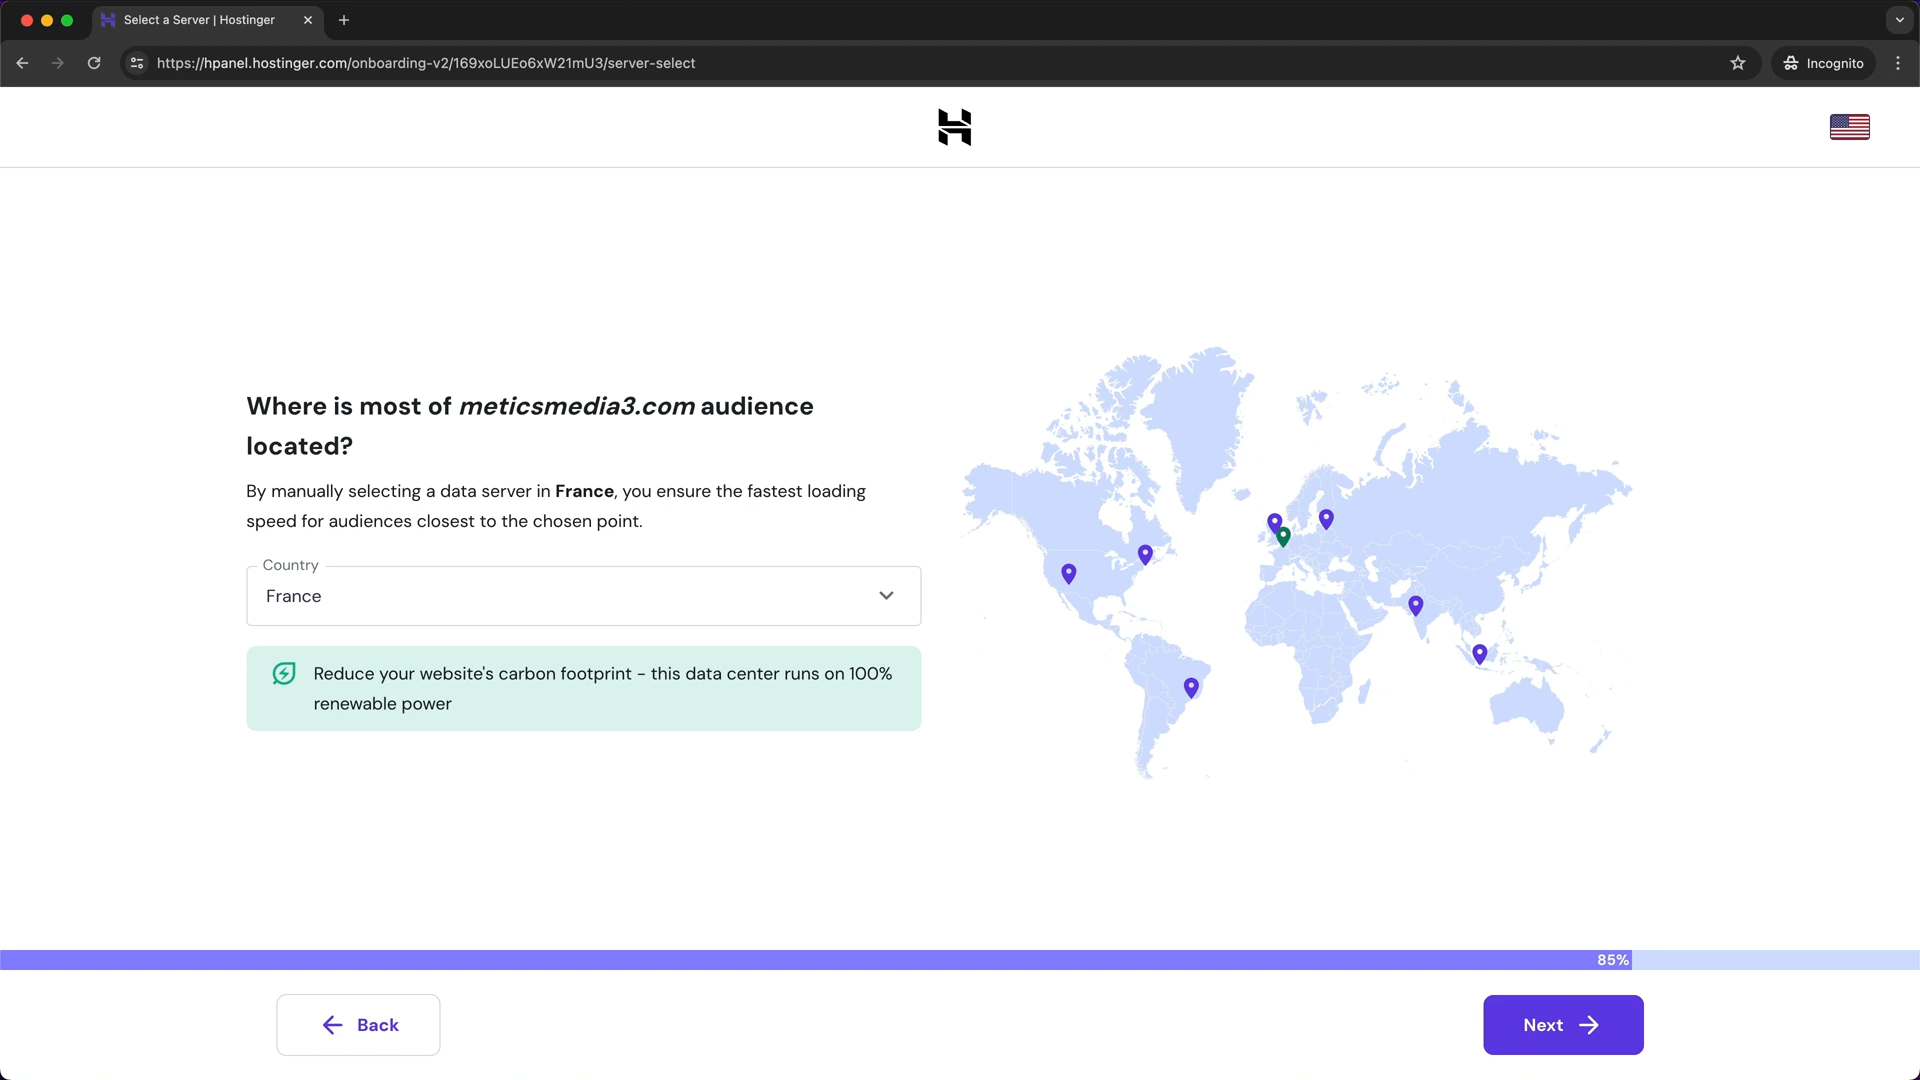 Select a Server | Hostinger
https://hpanel.hostinger.com/onboarding-v2/169xoLUEo6xW21mU3/server-select
Incognito
Where is most of meticsmedia3.com audience
located?
By manually selecting a data server in France, you ensure the fastest loading
speed for audiences closest to the chosen point.
Country
France
Reduce your website's carbon footprint - this data center runs on 100%
renewable power
85%
Back
Next